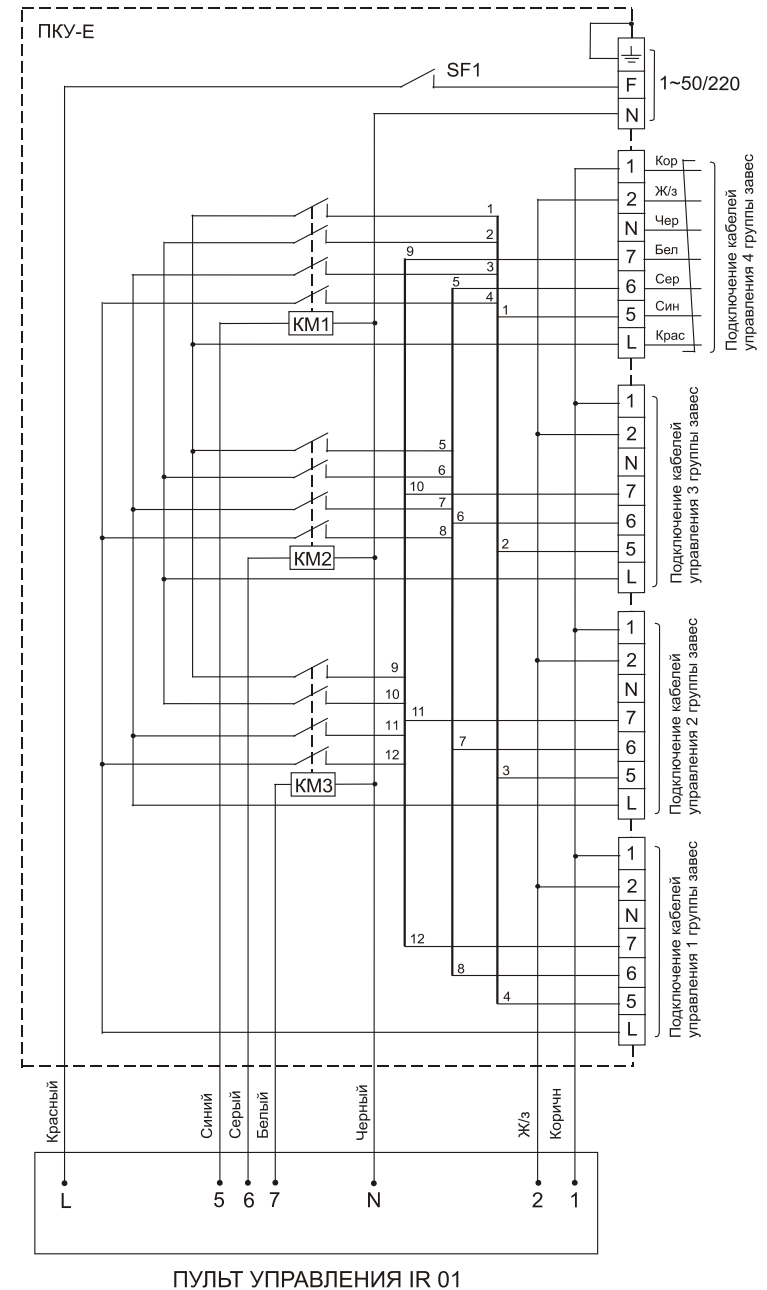 ПКУ-Е
SF1
F
N
1~50/220
1 Кор
2 Ж/з
N Чер
7 Бел
6 Сер
5 Син
L Крас
Подключение кабелей
управления 4 группы завес
1
2
9
3
5
4
1
КМ1
1
2
N
7
6
5
L
Подключение кабелей
управления 3 группы завес
5
6
10
7
6
8
2
КМ2
1
2
N
7
6
5
L
Подключение кабелей
управления 2 группы завес
9
10
11
11
7
12
3
КМ3
1
2
N
7
6
5
L
Подключение кабелей
управления 1 группы завес
12
8
4
Красный
Синий
Серый
Белый
Черный
Ж/з
Коричн
L 5 6 7 N 2 1
ПУЛЬТ УПРАВЛЕНИЯ IR 01